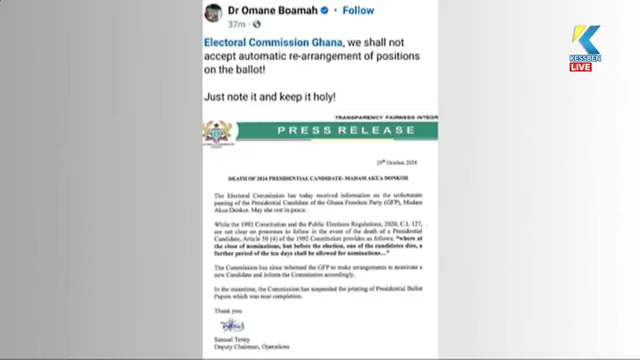 Dr Omane Boamah • Follow
37m •
KESSBEN
LIVE
Electoral Commission Ghana, we shall not
accept automatic re-arrangement of positions
on the ballot!
Just note it and keep it holy!
TRANSPARENCY FAIRNESS INTEGR
PRESS RELEASE
29th October, 2024
DEATH OF 2024 PRESIDENTIAL CANDIDATE- MADAM AKUA DONKOR
The Electoral Commission has today received information on the unfortunate
passing of the Presidential Candidate of the Ghana Freedom Party (GFP), Madam
Akua Donkor. May she rest in peace.
While the 1992 Constitution and the Public Elections Regulations, 2020, C.I. 127,
are not clear on processes to follow in the event of the death of a Presidential
Candidate, Article 50 (4) of the 1992 Constitution provides as follows; "where at
the close of nominations, but before the election, one of the candidates dies, a
further period of the ten days shall be allowed for nominations..."
The Commission has since informed the GFP to make arrangements to nominate a
new Candidate and inform the Commission accordingly.
In the meantime, the Commission has suspended the printing of Presidential Ballot
Papers which was near completion.
Thank you.
Samuel Tettey
Deputy Chairman, Operations